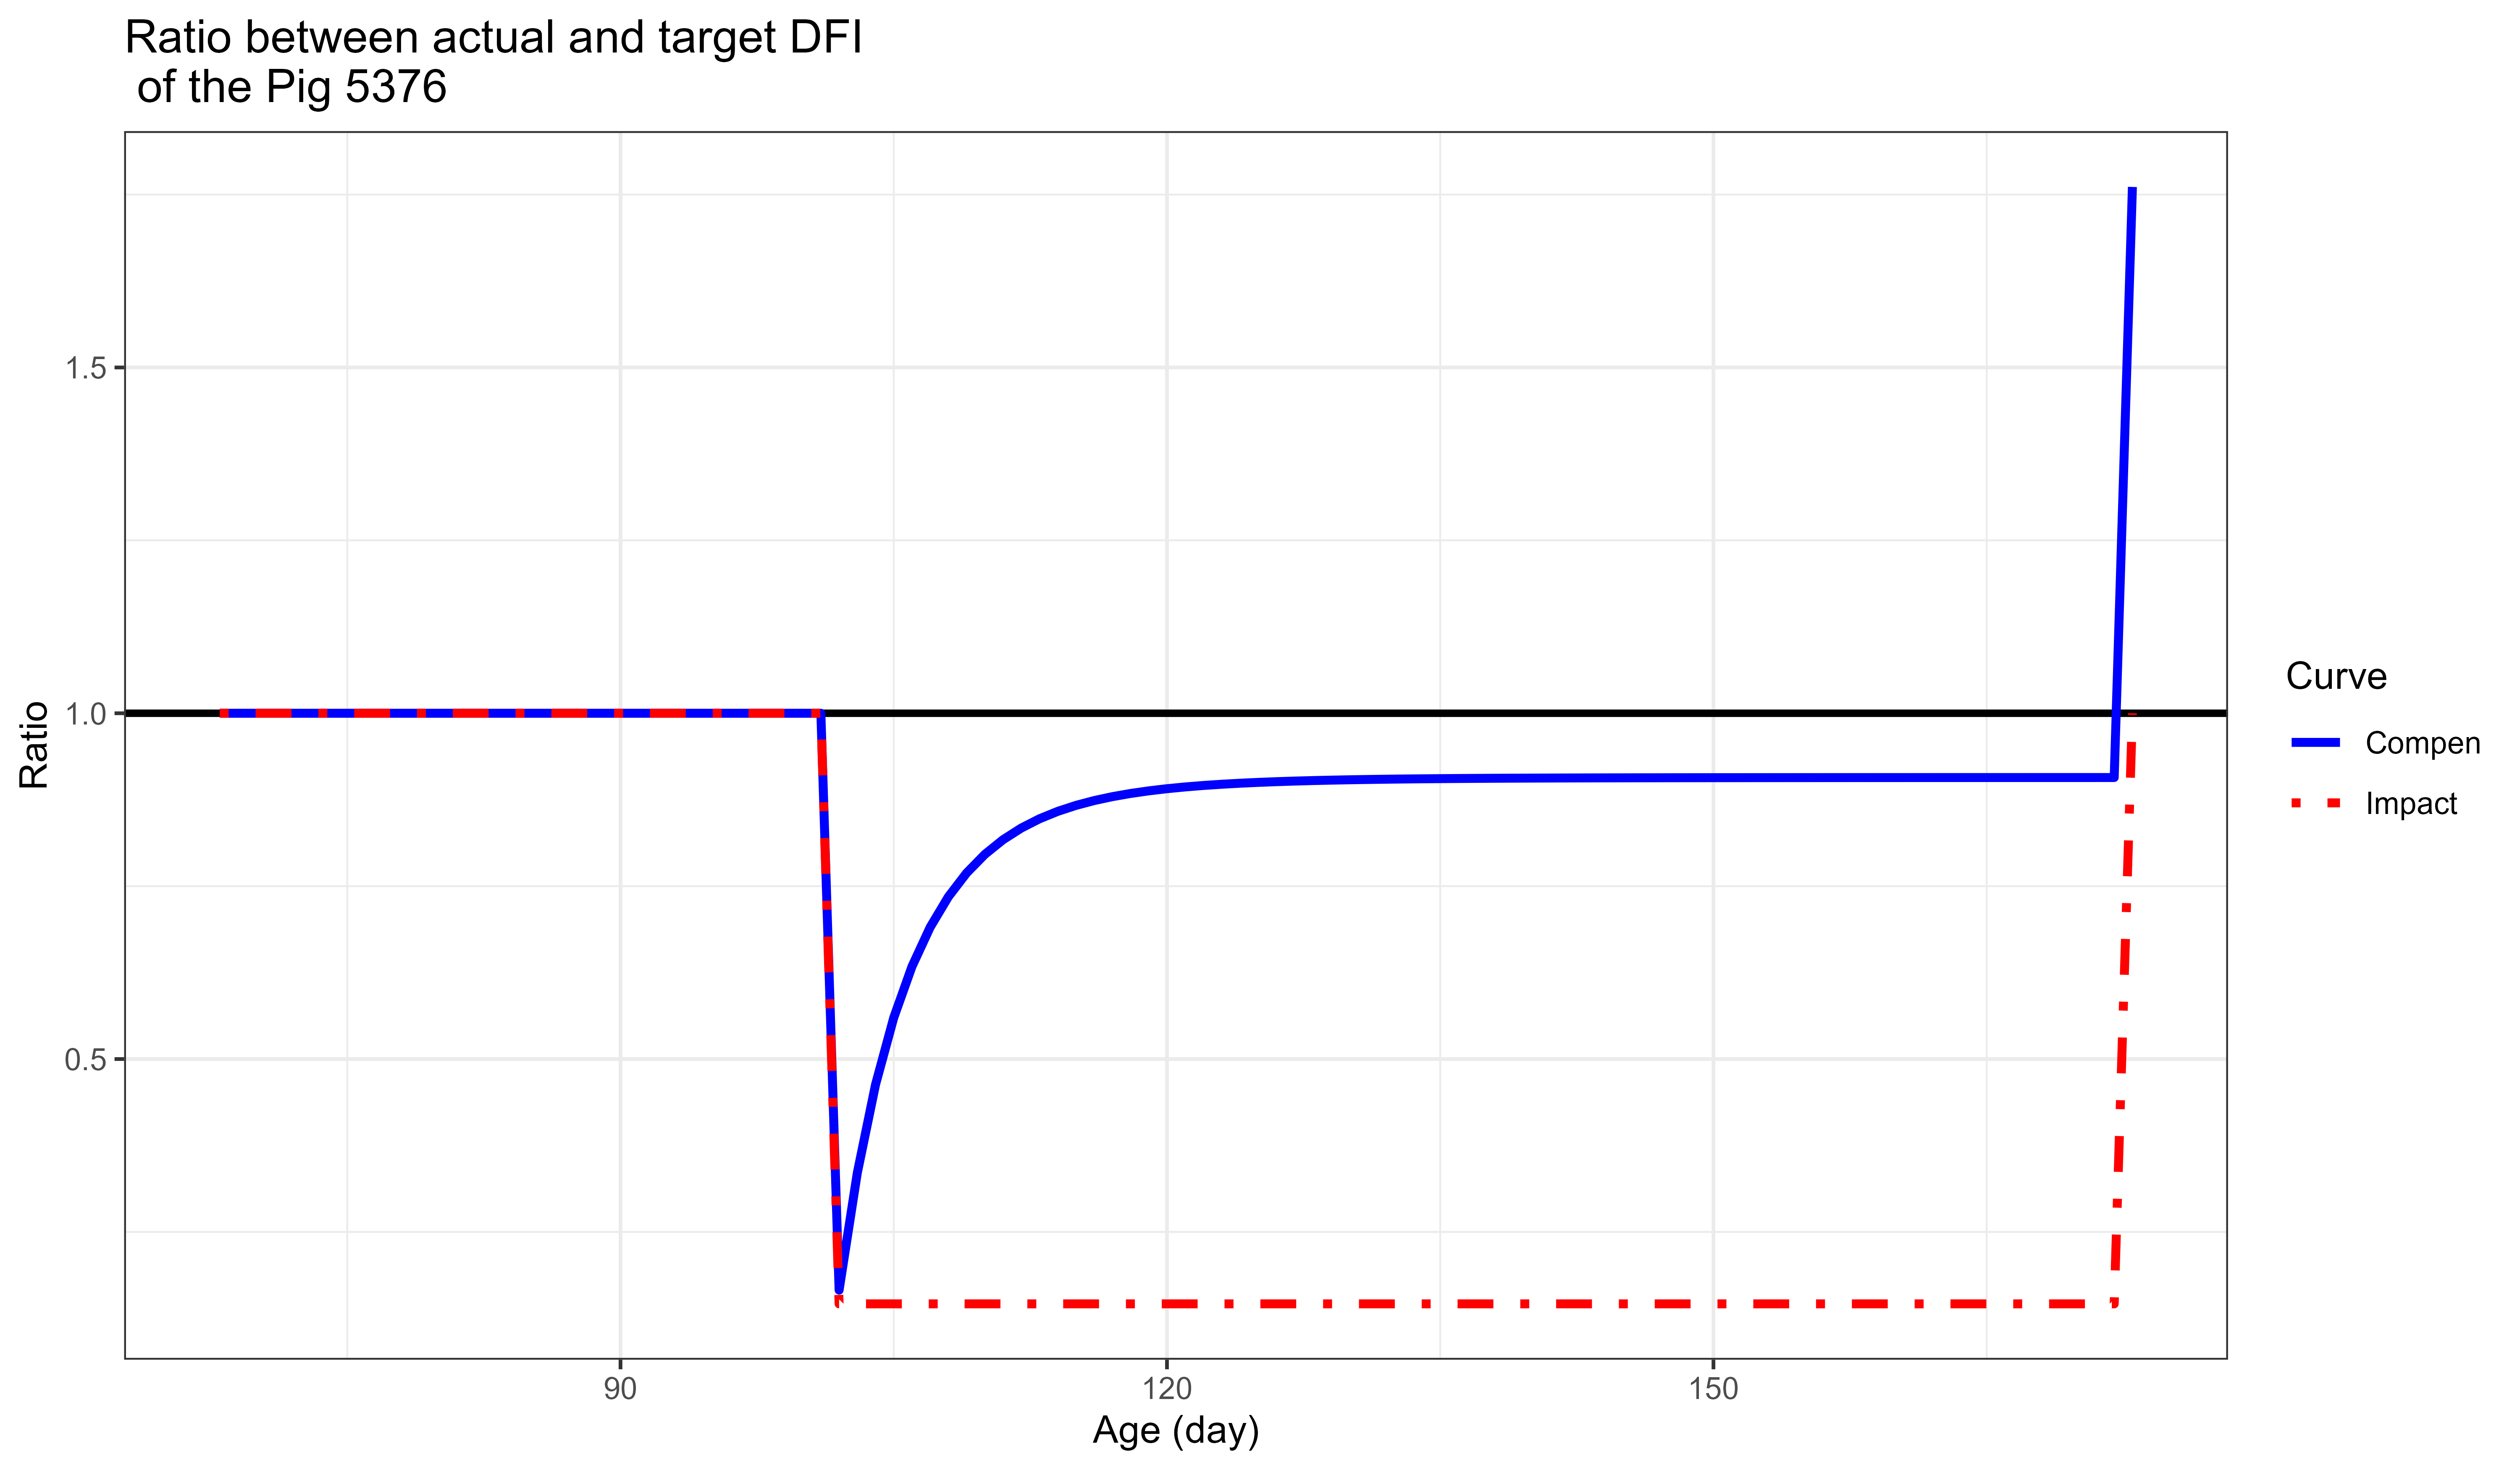 Ratio between actual and target DFI
of the Pig 5376
Ratio
1.5
1.0
0.5
90
120
150
Age (day)
Curve
Compen
Impact